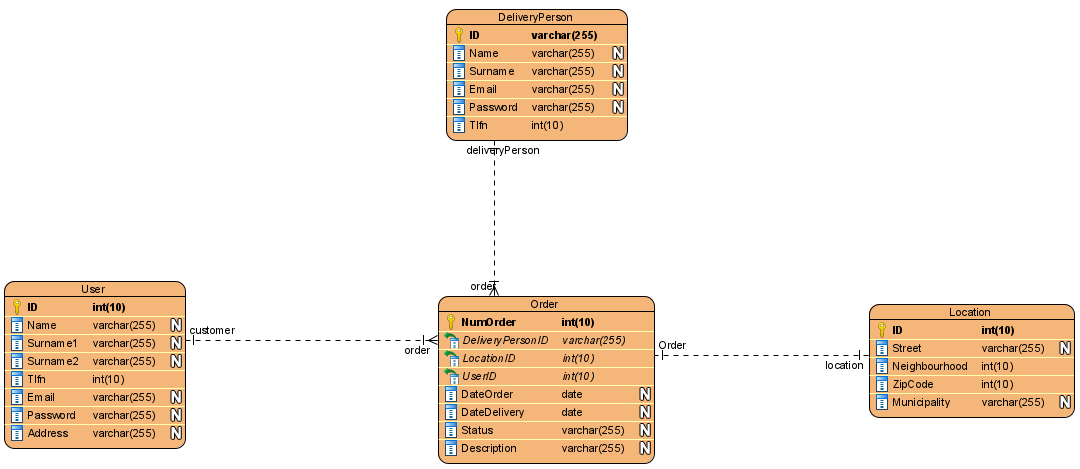 DeliveryPerson
ID varchar(255)
Name varchar(255) N
Surname varchar(255) N
Email varchar(255) N
Password varchar(255) N
Tlfn int(10)
deliveryPerson
order
User
ID int(10)
Name varchar(255) N
Surname1 varchar(255) N
Surname2 varchar(255) N
Tlfn int(10)
Email varchar(255) N
Password varchar(255) N
Address varchar(255) N
customer
order
Order
NumOrder int(10)
DeliveryPersonID varchar(255)
LocationID int(10)
UserID int(10)
DateOrder date N
DateDelivery date N
Status varchar(255) N
Description varchar(255) N
Order
location
Location
ID int(10)
Street varchar(255) N
Neighbourhood int(10)
ZipCode int(10)
Municipality varchar(255) N